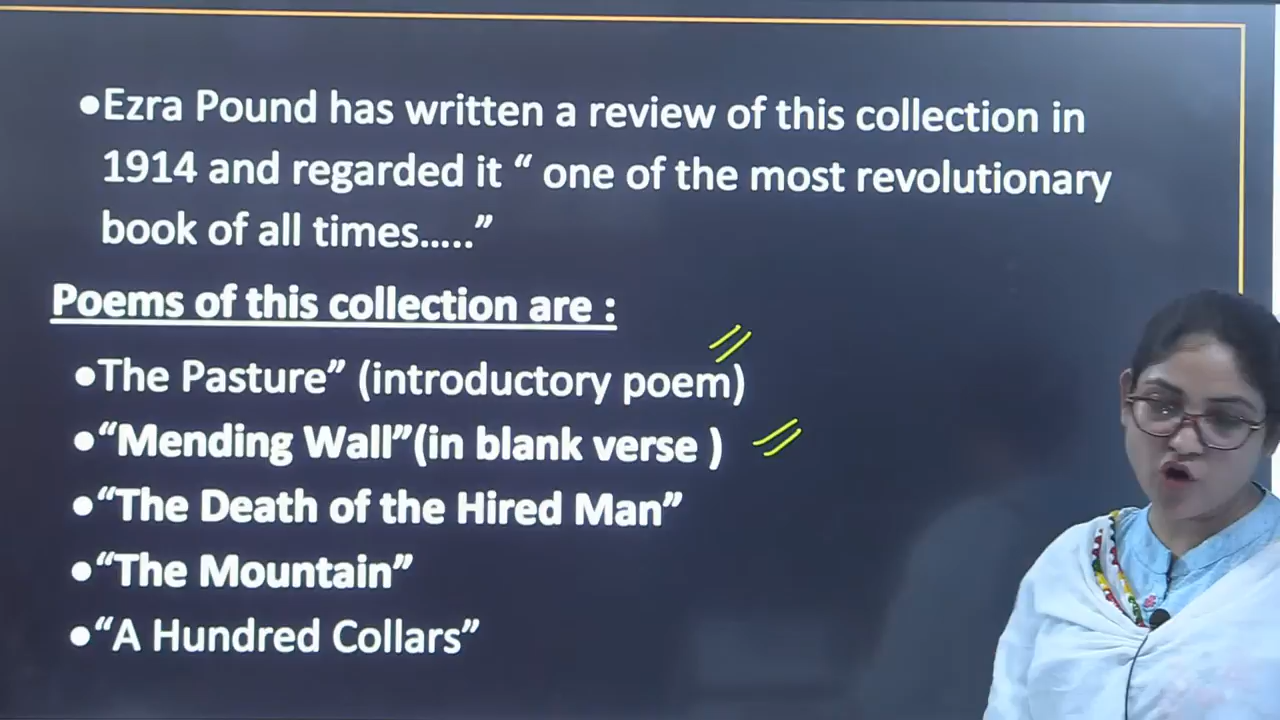 ●Ezra Pound has written a review of this collection in
1914 and regarded it “ one of the most revolutionary
book of all times.....”
Poems of this collection are :
●The Pasture” (introductory poem)
●“Mending Wall”(in blank verse )
●“The Death of the Hired Man”
●“The Mountain”
●“A Hundred Collars”